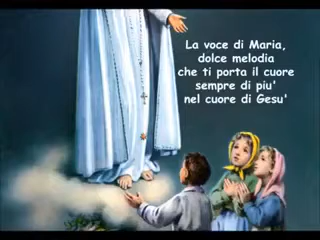 La voce di Maria,
dolce melodia
che ti porta il cuore
sempre di piu'
nel cuore di Gesu'